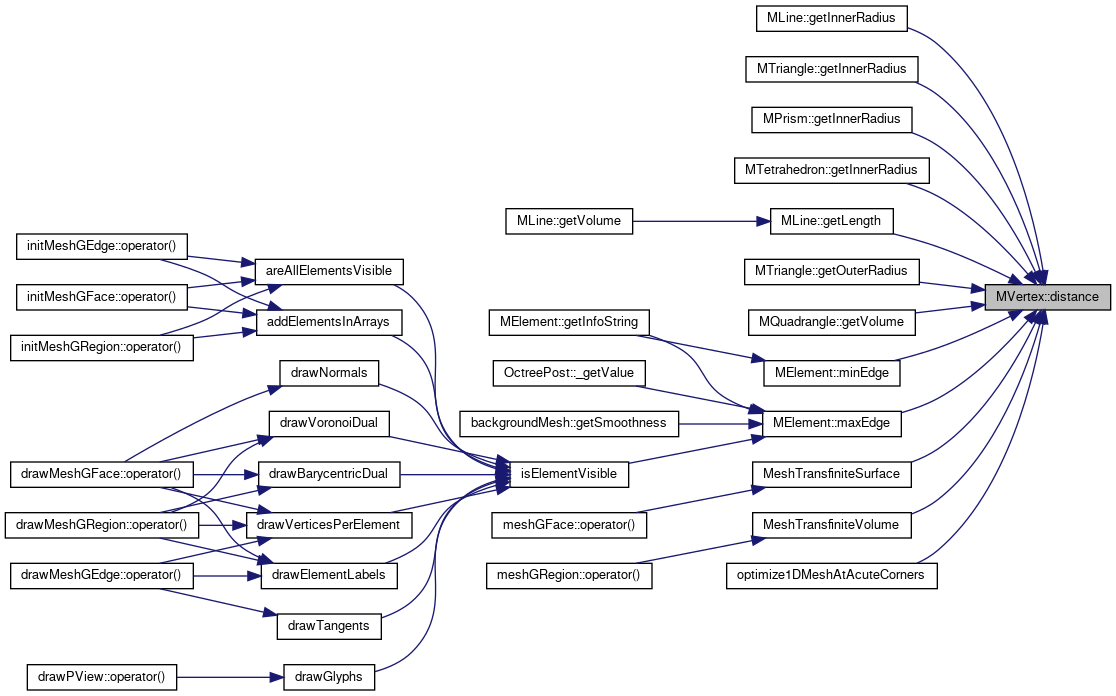 MLine::getInnerRadius
MTriangle::getInnerRadius
MPrism::getInnerRadius
MTetrahedron::getInnerRadius
MLine::getVolume
MLine::getLength
initMeshGEdge::operator()
areAllElementsVisible
MTriangle::getOuterRadius
initMeshGFace::operator()
MVertex::distance
addElementsInArrays
MElement::getInfoString
MQuadrangle::getVolume
initMeshGRegion::operator()
drawNormals
OctreePost::_getValue
MElement::minEdge
drawVoronoiDual
backgroundMesh::getSmoothness
MElement::maxEdge
drawMeshGFace::operator()
drawBarycentricDual
isElementVisible
MeshTransfiniteSurface
drawMeshGRegion::operator()
drawVerticesPerElement
meshGFace::operator()
MeshTransfiniteVolume
drawMeshGEdge::operator()
drawElementLabels
meshGRegion::operator()
optimize1DMeshAtAcuteCorners
drawTangents
drawPView::operator()
drawGlyphs